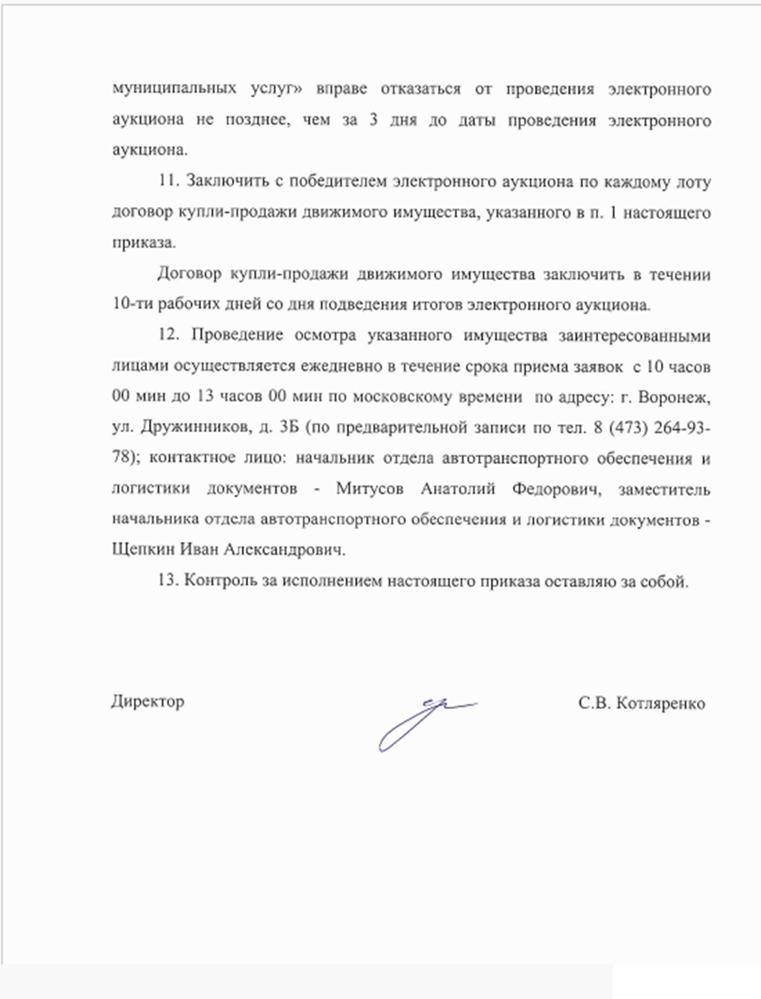 муниципальных услуг» вправе отказаться от проведения электронного
аукциона не позднее, чем за 3 дня до даты проведения электронного
аукциона.
11. Заключить с победителем электронного аукциона по каждому лоту
договор купли-продажи движимого имущества, указанного в п. 1 настоящего
приказа.
Договор купли-продажи движимого имущества заключить в течении
10-ти рабочих дней со дня подведения итогов электронного аукциона.
12. Проведение осмотра указанного имущества заинтересованными
лицами осуществляется ежедневно в течение срока приема заявок с 10 часов
00 мин до 13 часов 00 мин по московскому времени по адресу: г. Воронеж,
ул. Дружинников, д. 3Б (по предварительной записи по тел. 8 (473) 264-93-
78); контактное лицо: начальник отдела автотранспортного обеспечения и
логистики документов - Митусов Анатолий Федорович, заместитель
начальника отдела автотранспортного обеспечения и логистики документов -
Щепкин Иван Александрович.
13. Контроль за исполнением настоящего приказа оставляю за собой.
Директор С.В. Котляренко